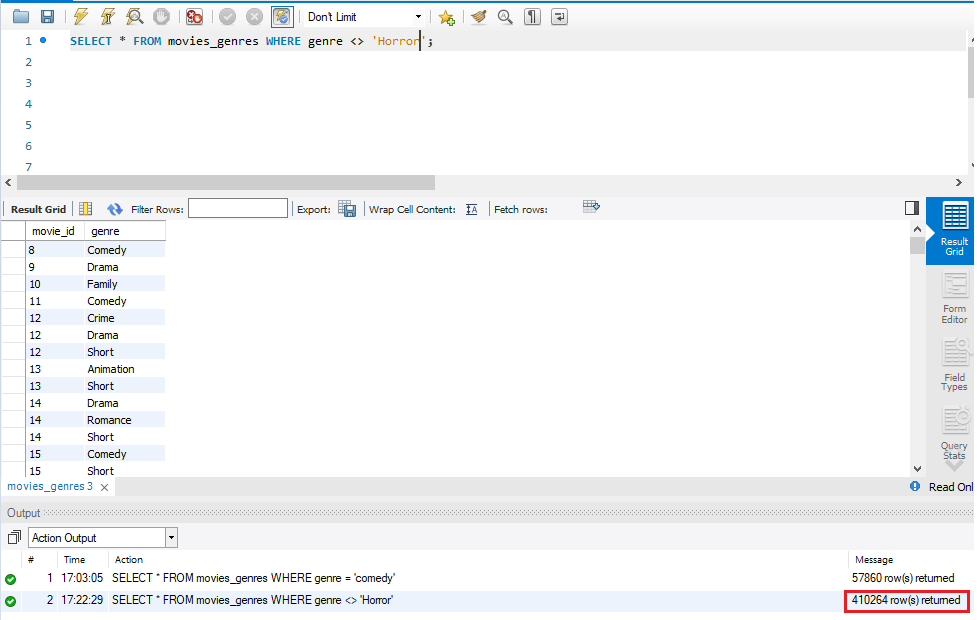 Don't Limit
1 SELECT * FROM movies_genres WHERE genre <> 'Horror';
2
3
4
5
6
7
Result Grid Filter Rows: Export: Wrap Cell Content: Fetch rows:
movie_id genre
8 Comedy
9 Drama
10 Family
11 Comedy
12 Crime
12 Drama
12 Short
13 Animation
13 Short
14 Drama
14 Romance
14 Short
15 Comedy
15 Short
Result
Grid
Form
Editor
Field
Types
Query
Stats
movies_genres 3 Read Onl
Output
Action Output
# Time Action Message
1 17:03:05 SELECT * FROM movies_genres WHERE genre = 'comedy' 57860 row(s) returned
2 17:22:29 SELECT * FROM movies_genres WHERE genre <> 'Horror' 410264 row(s) returned